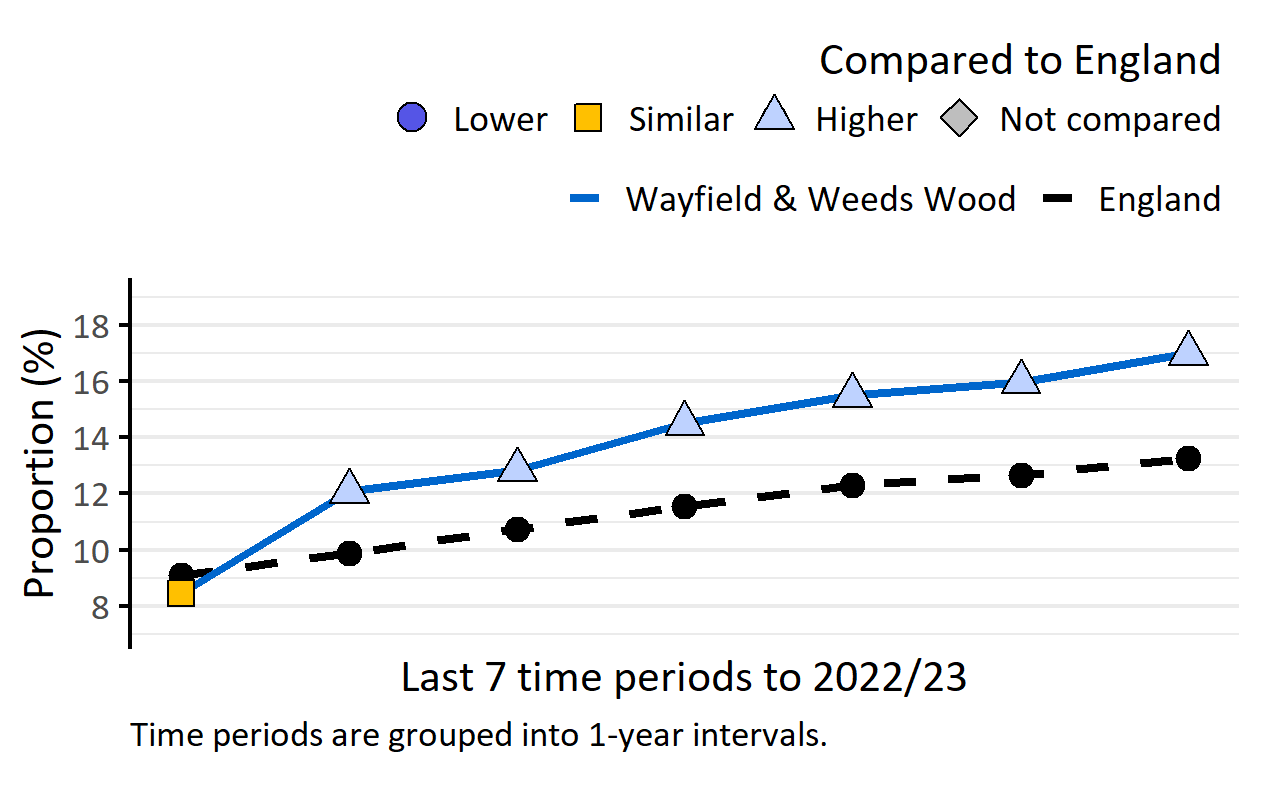 Compared to England
Lower Similar Higher Not compared
Wayfield & Weeds Wood England
Proportion (%)
18
16
14
12
10
8
Last 7 time periods to 2022/23
Time periods are grouped into 1-year intervals.